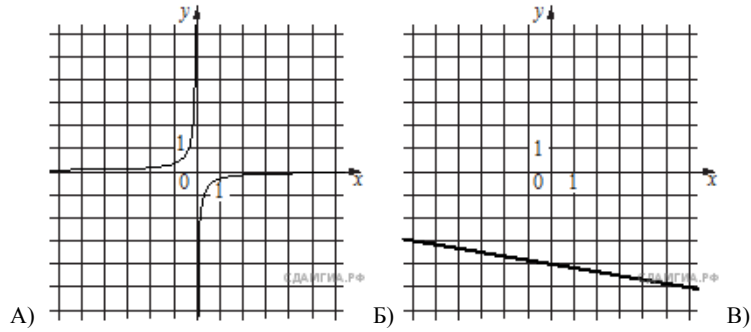 y y
1 1
0 1 x 0 1 x
СДАМГИА.РФ СДАМГИА.РФ
А) Б) В)